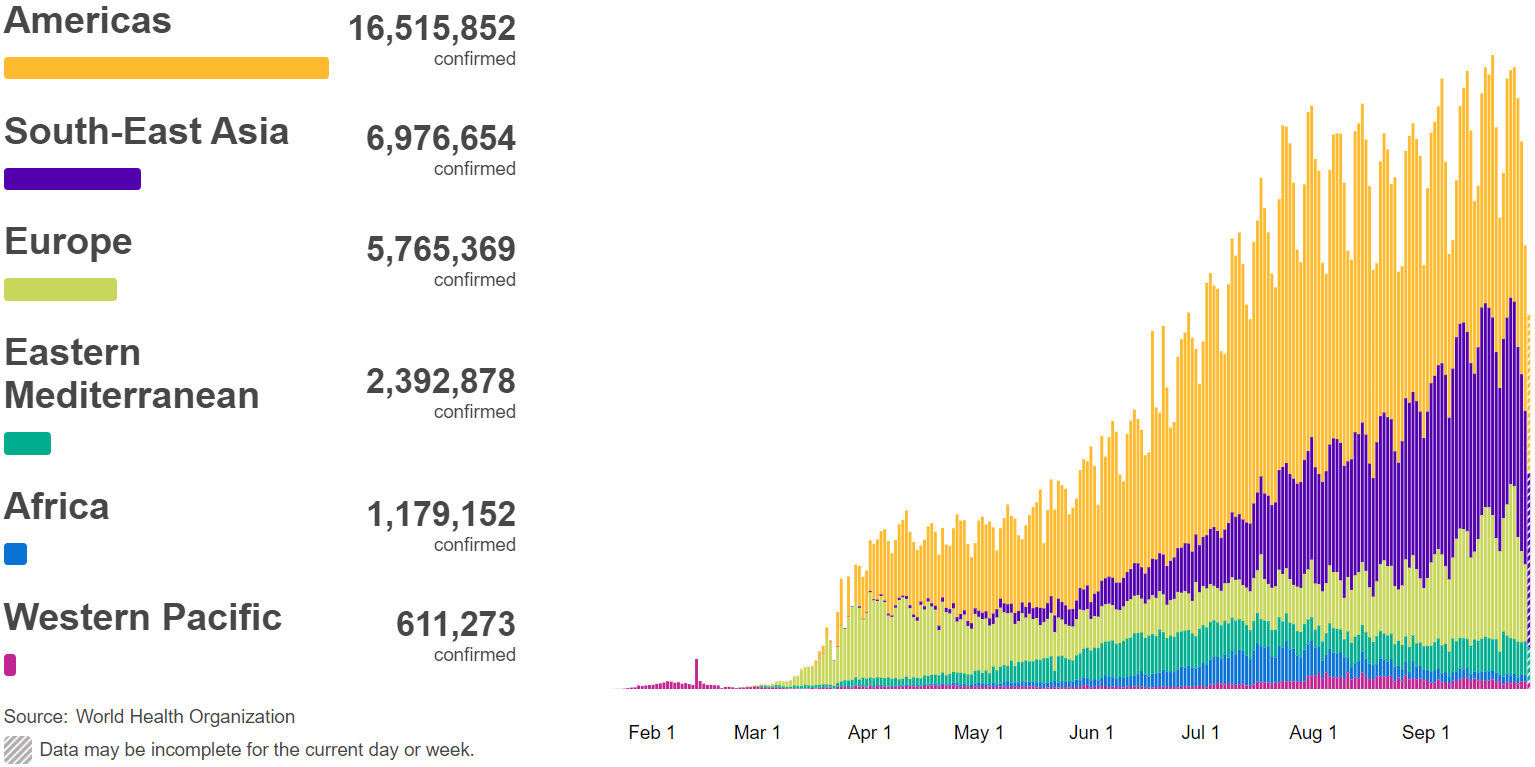 Americas
16,515,852
confirmed
South-East Asia
6,976,654
confirmed
Europe
5,765,369
confirmed
Eastern
Mediterranean
2,392,878
confirmed
Africa
1,179,152
confirmed
Western Pacific
611,273
confirmed
Source: World Health Organization
Data may be incomplete for the current day or week.
Feb 1 Mar 1 Apr 1 May 1 Jun 1 Jul 1 Aug 1 Sep 1